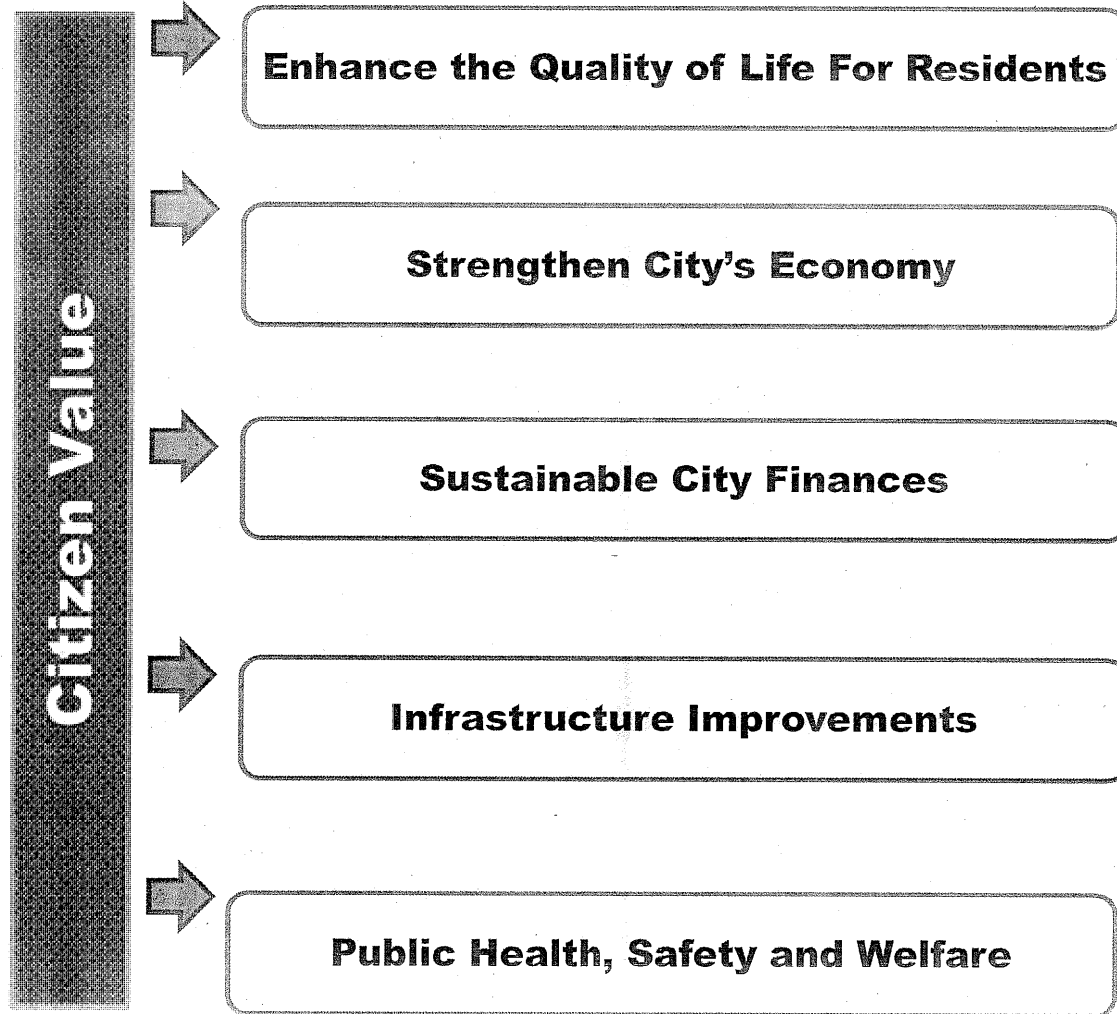 Citizen Value
Enhance the Quality of Life For Residents
Strengthen City's Economy
Sustainable City Finances
Infrastructure Improvements
Public Health, Safety and Welfare